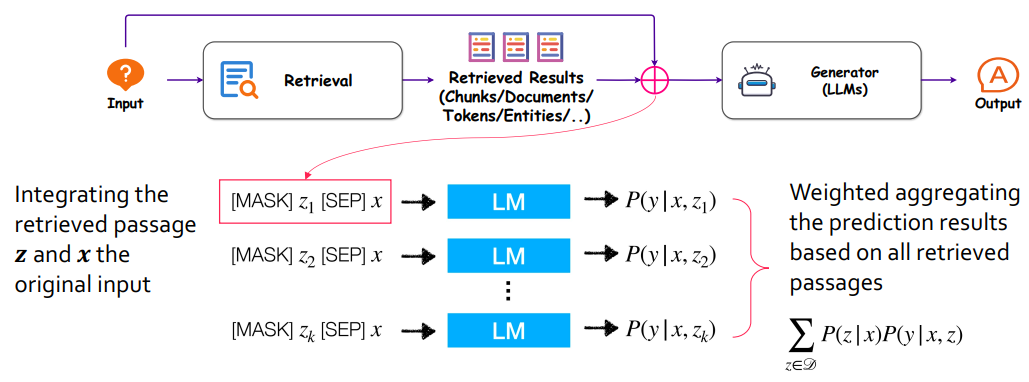 Input
Retrieval
Retrieved Results
(Chunks/Documents/
Tokens/Entities/..)
Generator
(LLMs)
A
Output
Integrating the
retrieved passage
z and x the
original input
[MASK] z₁ [SEP] x
LM
P(y|x, z₁)
[MASK] z₂ [SEP] x
LM
P(y|x, z₂)
⋮
[MASK] zₖ [SEP] x
LM
P(y|x, zₖ)
Weighted aggregating
the prediction results
based on all retrieved
passages
∑ P(z|x)P(y|x, z)
z∈𝒟